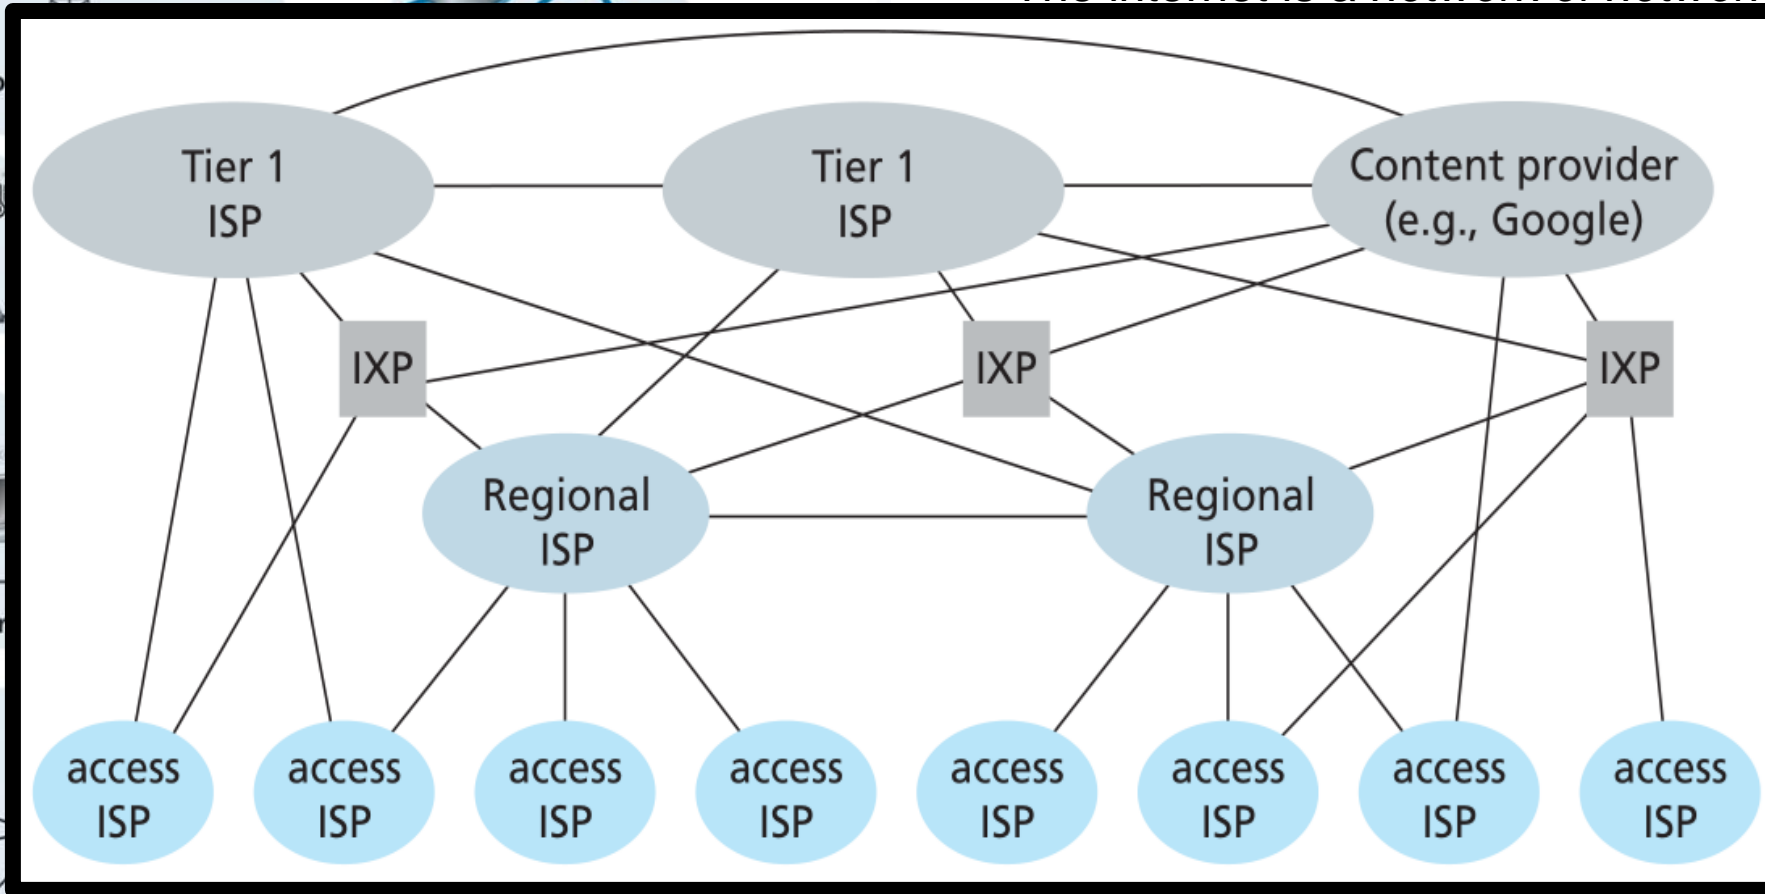 Tier 1
ISP
Tier 1
ISP
Content provider
(e.g., Google)
IXP
IXP
IXP
Regional
ISP
Regional
ISP
access
ISP
access
ISP
access
ISP
access
ISP
access
ISP
access
ISP
access
ISP
access
ISP